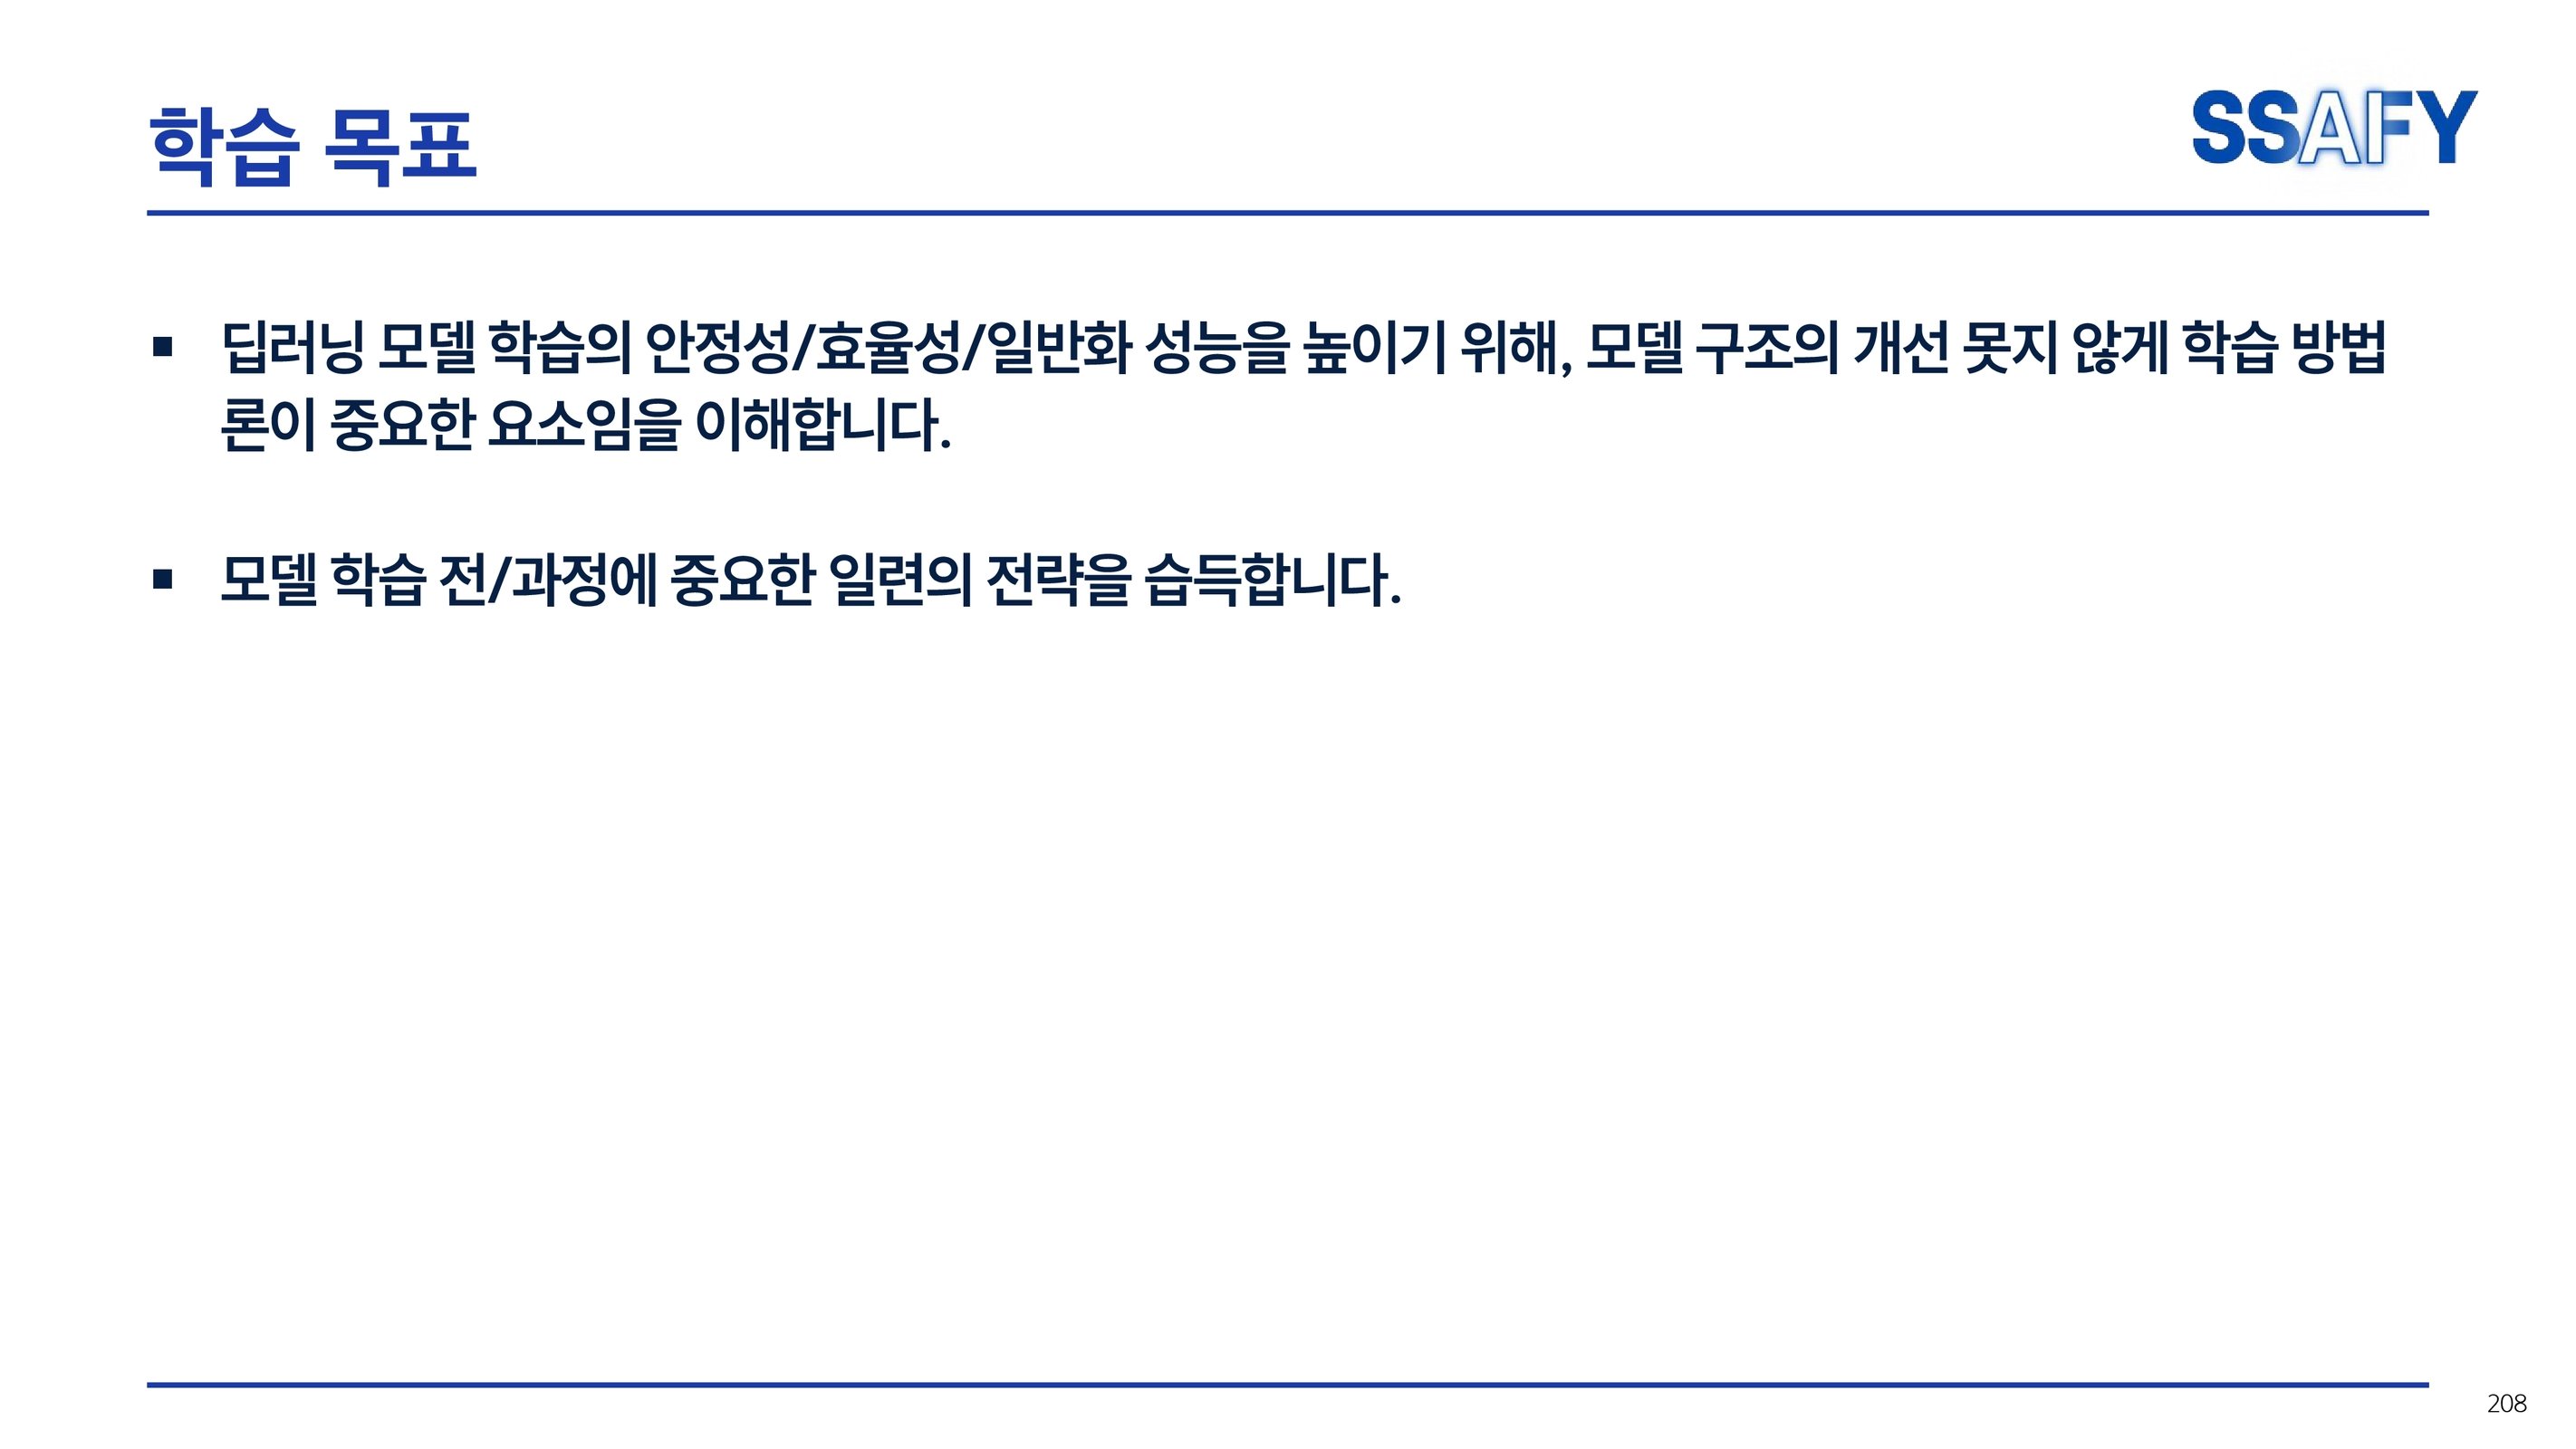 학습 목표
SSAFY
▪ 딥러닝 모델 학습의 안정성/효율성/일반화 성능을 높이기 위해, 모델 구조의 개선 못지 않게 학습 방법
론이 중요한 요소임을 이해합니다.
▪ 모델 학습 전/과정에 중요한 일련의 전략을 습득합니다.
208